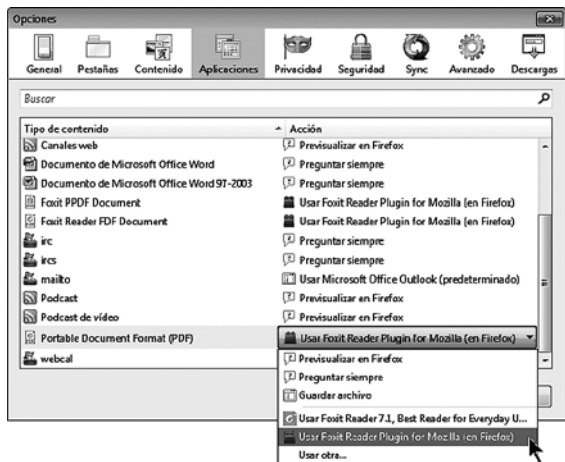 Opciones
General Pestañas Contenido Aplicaciones Privacidad Seguridad Sync Avanzado Descargas
Buscar
Tipo de contenido Acción
Canales web Previsualizar en Firefox
Documento de Microsoft Office Word Preguntar siempre
Documento de Microsoft Office Word 97-2003 Preguntar siempre
Foxit PPDF Document Usar Foxit Reader Plugin for Mozilla (en Firefox)
Foxit Reader FDF Document Usar Foxit Reader Plugin for Mozilla (en Firefox)
irc Preguntar siempre
ircs Preguntar siempre
mailto Usar Microsoft Office Outlook (predeterminado)
Podcast Previsualizar en Firefox
Podcast de vídeo Previsualizar en Firefox
Portable Document Format (PDF) Usar Foxit Reader Plugin for Mozilla (en Firefox)
webcal Previsualizar en Firefox
Preguntar siempre
Guardar archivo
Usar Foxit Reader 7.1, Best Reader for Everyday U...
Usar Foxit Reader Plugin for Mozilla (en Firefox)
Usar otra...